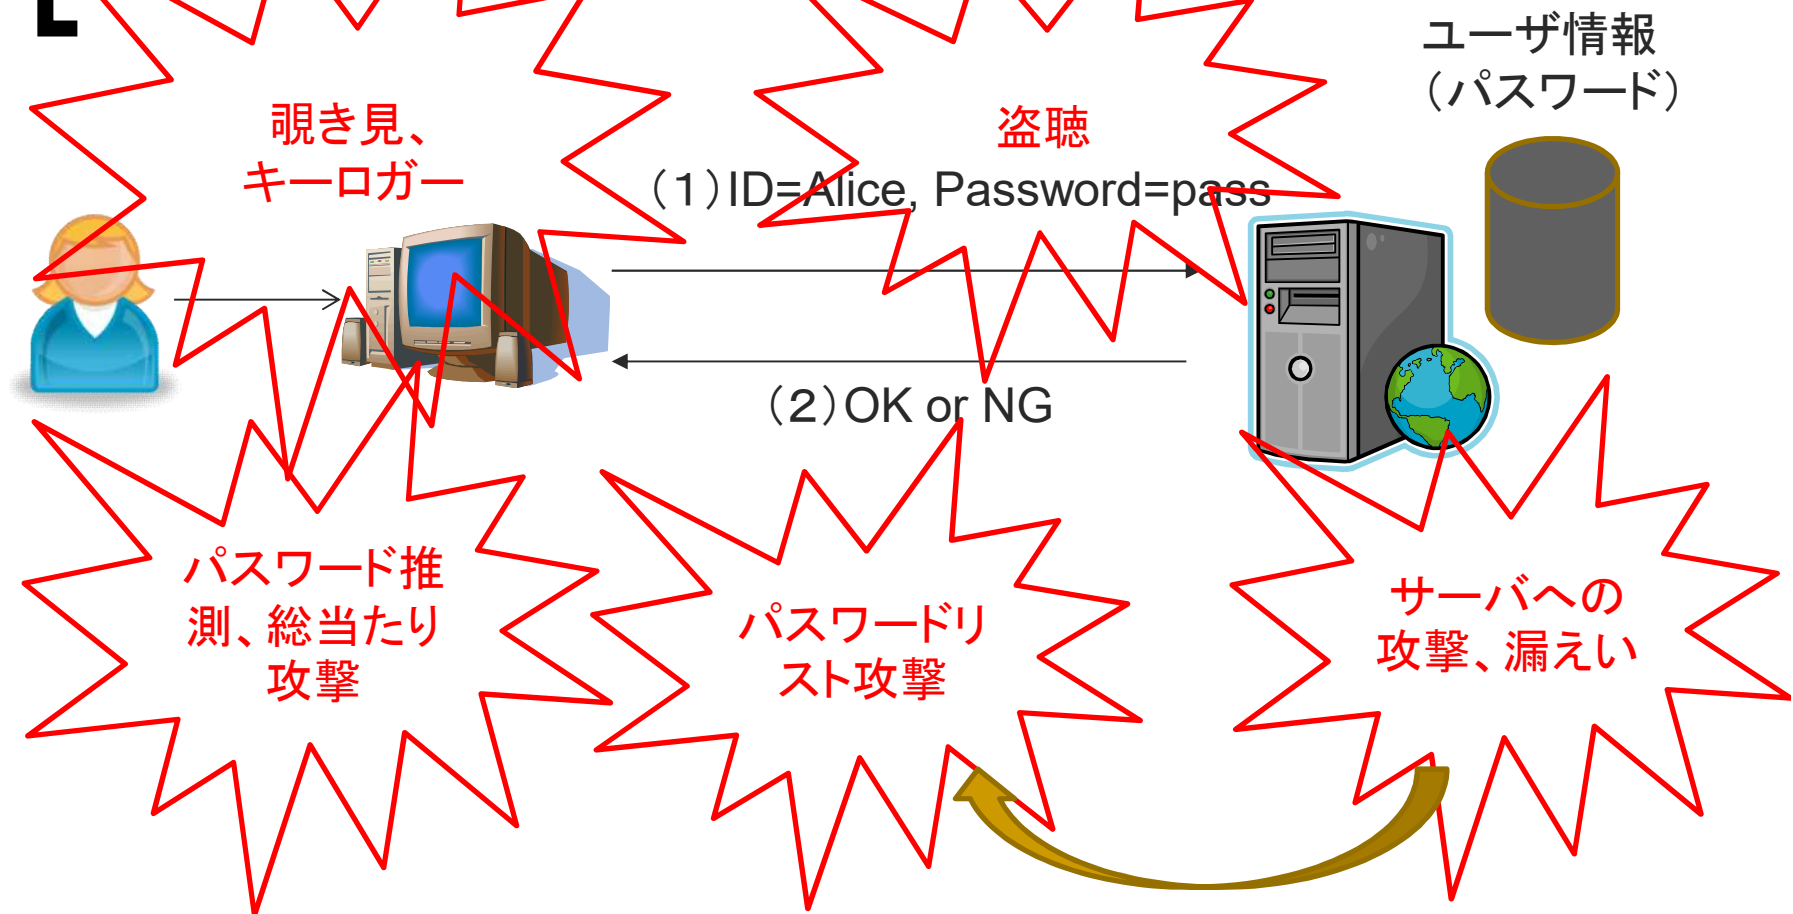 ユーザ情報
（パスワード）
覗き見、
キーロガー
盗聴
（1）ID=Alice, Password=pass
（2）OK or NG
パスワード推
測、総当たり
攻撃
パスワードリ
スト攻撃
サーバへの
攻撃、漏えい